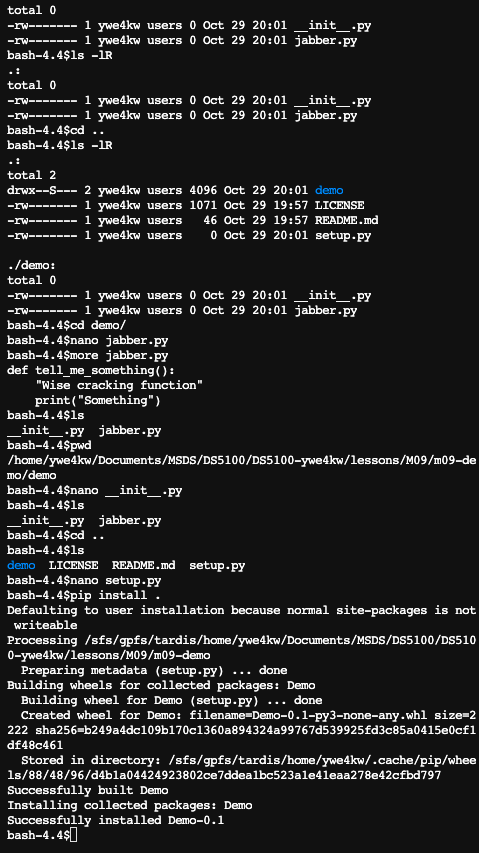 total 0
-rw------- 1 ywe4kw users 0 Oct 29 20:01 __init__.py
-rw------- 1 ywe4kw users 0 Oct 29 20:01 jabber.py
bash-4.4$ls -lR
.:
total 0
-rw------- 1 ywe4kw users 0 Oct 29 20:01 __init__.py
-rw------- 1 ywe4kw users 0 Oct 29 20:01 jabber.py
bash-4.4$cd ..
bash-4.4$ls -lR
.:
total 2
drwx--S--- 2 ywe4kw users 4096 Oct 29 20:01 demo
-rw------- 1 ywe4kw users 1071 Oct 29 19:57 LICENSE
-rw------- 1 ywe4kw users   46 Oct 29 19:57 README.md
-rw------- 1 ywe4kw users    0 Oct 29 20:01 setup.py

./demo:
total 0
-rw------- 1 ywe4kw users 0 Oct 29 20:01 __init__.py
-rw------- 1 ywe4kw users 0 Oct 29 20:01 jabber.py
bash-4.4$cd demo/
bash-4.4$nano jabber.py
bash-4.4$more jabber.py
def tell_me_something():
    "Wise cracking function"
    print("Something")
bash-4.4$ls
__init__.py  jabber.py
bash-4.4$pwd
/home/ywe4kw/Documents/MSDS/DS5100/DS5100-ywe4kw/lessons/M09/m09-de
mo/demo
bash-4.4$nano __init__.py
bash-4.4$ls
__init__.py  jabber.py
bash-4.4$cd ..
bash-4.4$ls
demo  LICENSE  README.md  setup.py
bash-4.4$nano setup.py
bash-4.4$pip install .
Defaulting to user installation because normal site-packages is not
 writeable
Processing /sfs/gpfs/tardis/home/ywe4kw/Documents/MSDS/DS5100/DS510
0-ywe4kw/lessons/M09/m09-demo
  Preparing metadata (setup.py) ... done
Building wheels for collected packages: Demo
  Building wheel for Demo (setup.py) ... done
  Created wheel for Demo: filename=Demo-0.1-py3-none-any.whl size=2
222 sha256=b249a4dc109b170c1360a894324a99767d539925fd3c85a0415e0cf1
df48c461
  Stored in directory: /sfs/gpfs/tardis/home/ywe4kw/.cache/pip/whee
ls/88/48/96/d4b1a04424923802ce7ddea1bc523a1e41eaa278e42cfbd797
Successfully built Demo
Installing collected packages: Demo
Successfully installed Demo-0.1
bash-4.4$